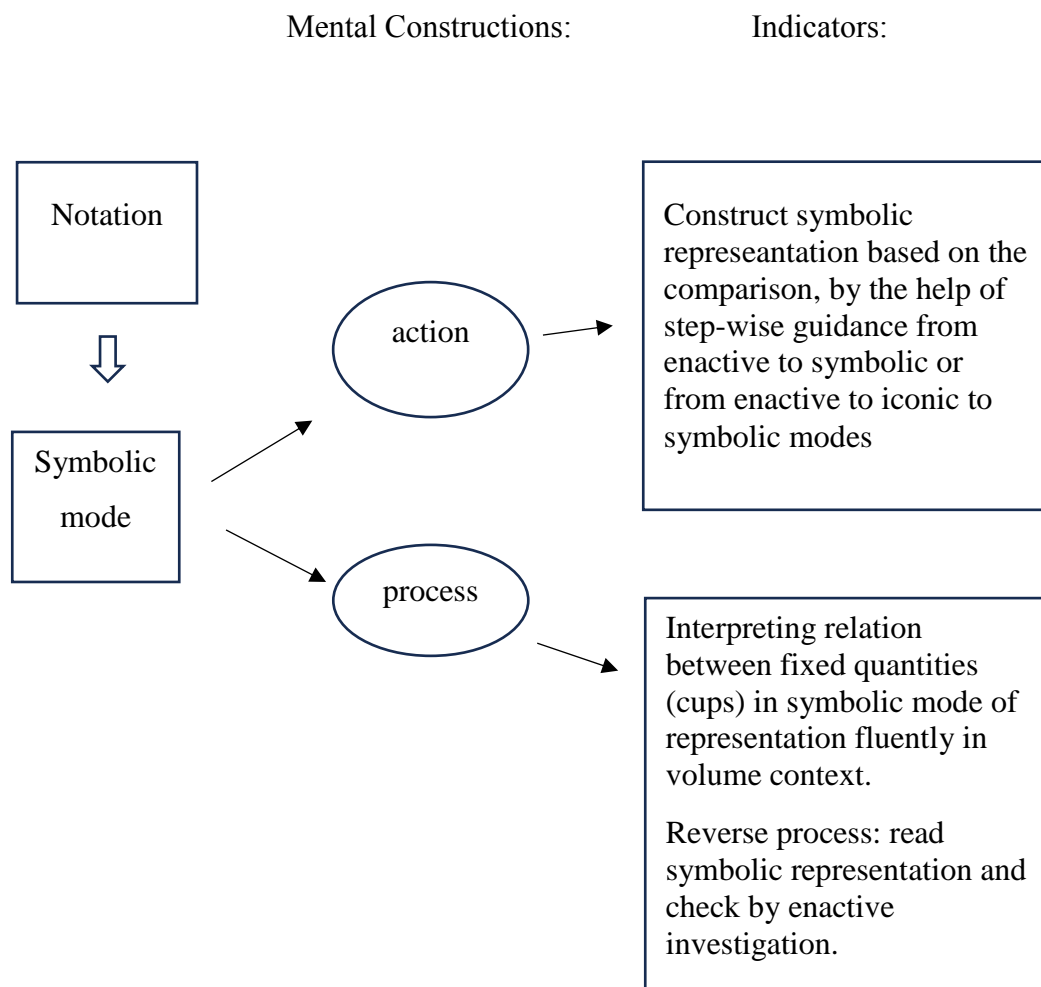 Mental Constructions:
Indicators:
Notation
Symbolic
mode
action
process
Construct symbolic
represeantation based on the
comparison, by the help of
step-wise guidance from
enactive to symbolic or
from enactive to iconic to
symbolic modes
Interpreting relation
between fixed quantities
(cups) in symbolic mode of
representation fluently in
volume context.
Reverse process: read
symbolic representation and
check by enactive
investigation.